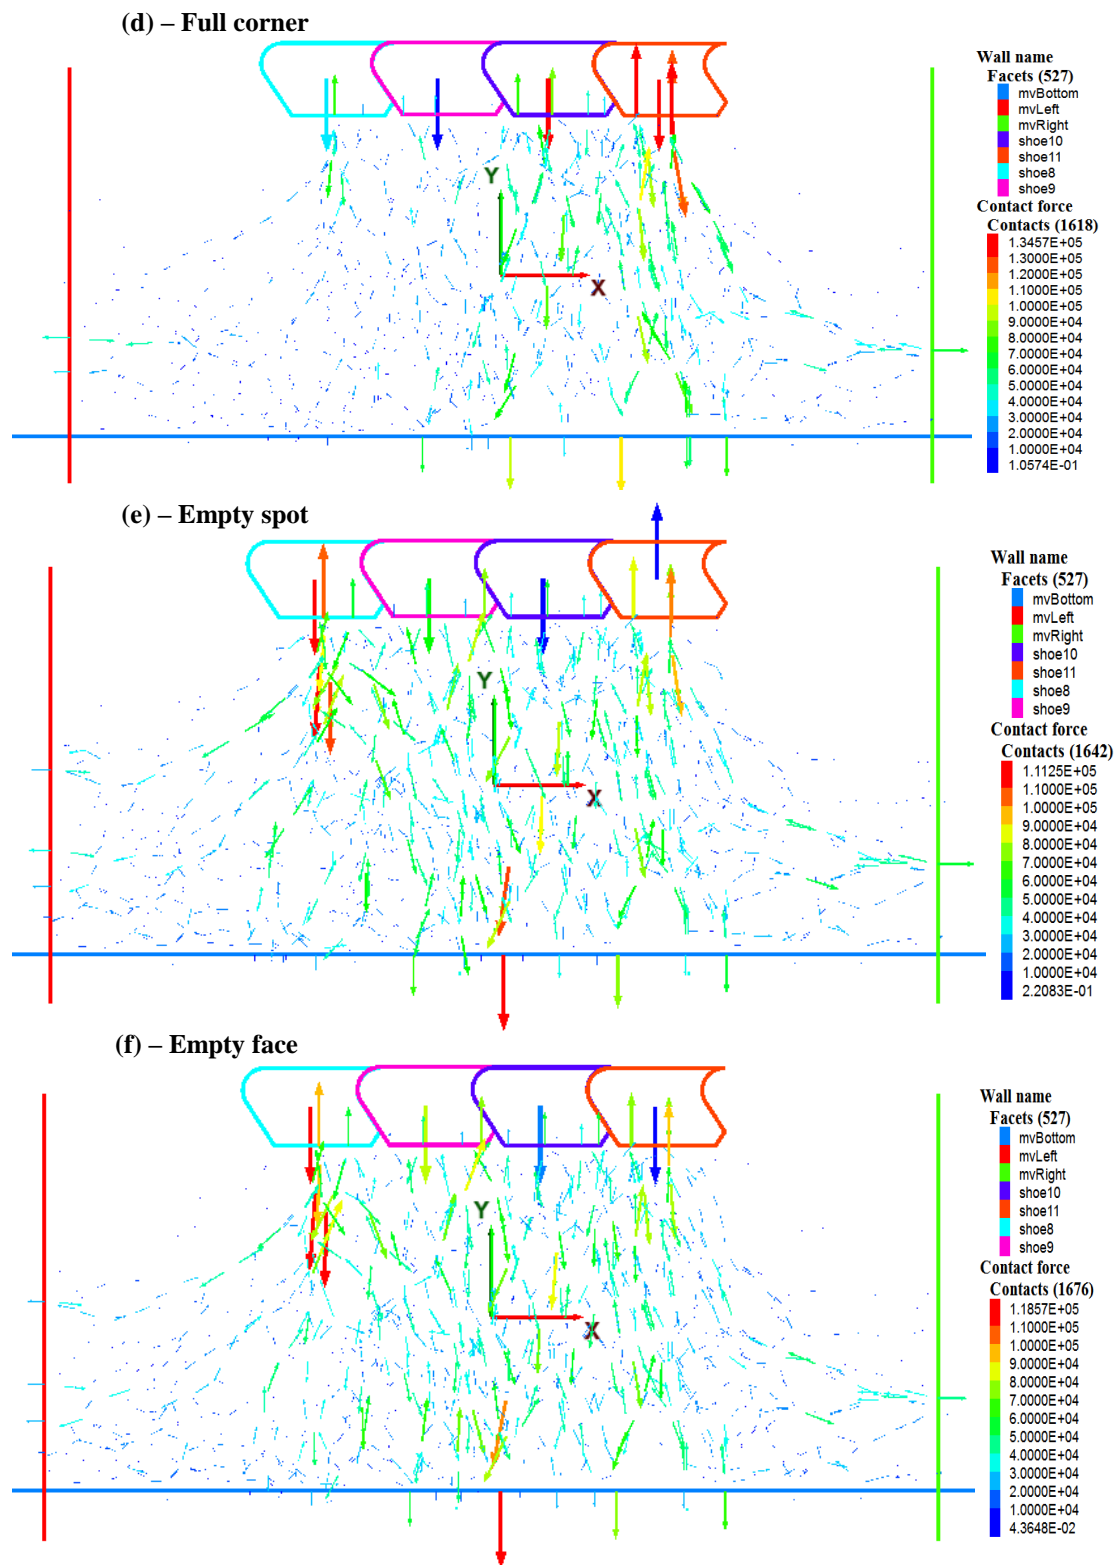 (d) – Full corner
Wall name
Facets (527)
mvBottom
mvLeft
mvRight
shoe10
shoe11
shoe8
shoe9
Contact force
Contacts (1618)
1.3457E+05
1.3000E+05
1.2000E+05
1.1000E+05
1.0000E+05
9.0000E+04
8.0000E+04
7.0000E+04
6.0000E+04
5.0000E+04
4.0000E+04
3.0000E+04
2.0000E+04
1.0000E+04
1.0574E-01
Y
X
(e) – Empty spot
Wall name
Facets (527)
mvBottom
mvLeft
mvRight
shoe10
shoe11
shoe8
shoe9
Contact force
Contacts (1642)
1.1125E+05
1.1000E+05
1.0000E+05
9.0000E+04
8.0000E+04
7.0000E+04
6.0000E+04
5.0000E+04
4.0000E+04
3.0000E+04
2.0000E+04
1.0000E+04
2.2083E-01
Y
X
(f) – Empty face
Wall name
Facets (527)
mvBottom
mvLeft
mvRight
shoe10
shoe11
shoe8
shoe9
Contact force
Contacts (1676)
1.1857E+05
1.1000E+05
1.0000E+05
9.0000E+04
8.0000E+04
7.0000E+04
6.0000E+04
5.0000E+04
4.0000E+04
3.0000E+04
2.0000E+04
1.0000E+04
4.3648E-02
Y
X